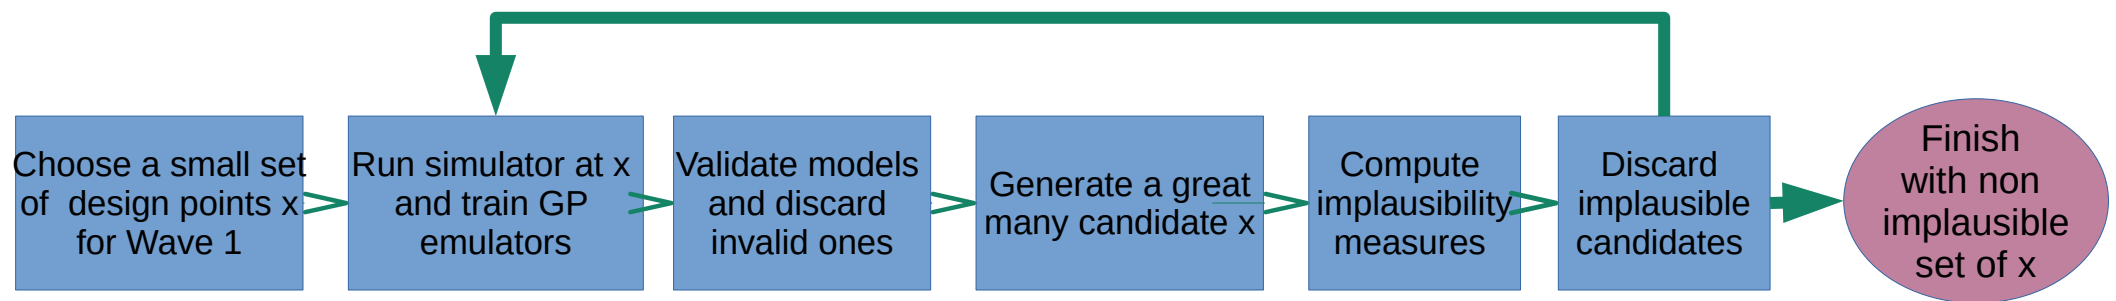 Choose a small set
of  design points x
for Wave 1
Run simulator at x
and train GP
emulators
Validate models
and discard
invalid ones
Generate a great
many candidate x
Compute
implausibility
measures
Discard
implausible
candidates
Finish
with non
implausible
set of x